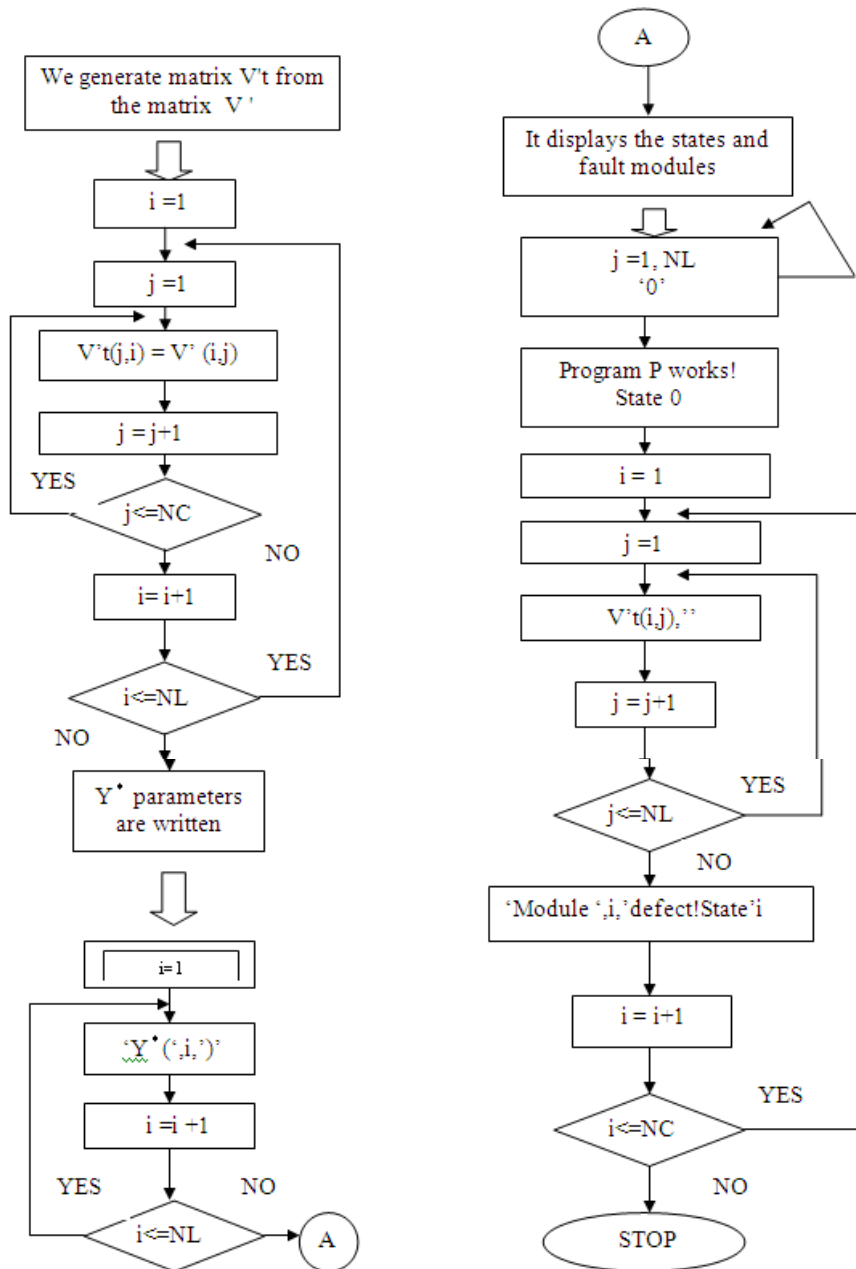 We generate matrix V't from
the matrix V '
i =1
j =1
V't(j,i) = V' (i,j)
j = j+1
YES
j<=NC
NO
i= i+1
YES
i<=NL
NO
Y* parameters
are written
i=1
‘Y*(‘,i,’)’
i =i +1
YES
NO
i<=NL
A
A
It displays the states and
fault modules
j =1, NL
‘0’
Program P works!
State 0
i = 1
j =1
V't(i,j),’’
j = j+1
YES
j<=NL
NO
‘Module ‘,i,’defect!State’i
i = i+1
YES
i<=NC
NO
STOP